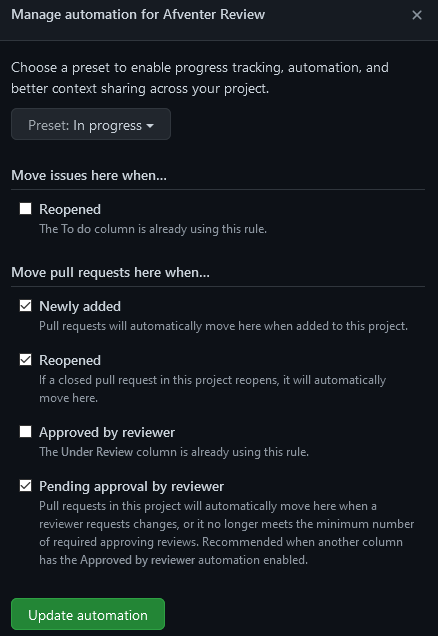 Manage automation for Afventer Review
Choose a preset to enable progress tracking, automation, and
better context sharing across your project.
Preset: In progress
Move issues here when...
Reopened
The To do column is already using this rule.
Move pull requests here when...
Newly added
Pull requests will automatically move here when added to this project.
Reopened
If a closed pull request in this project reopens, it will automatically
move here.
Approved by reviewer
The Under Review column is already using this rule.
Pending approval by reviewer
Pull requests in this project will automatically move here when a
reviewer requests changes, or it no longer meets the minimum number
of required approving reviews. Recommended when another column
has the Approved by reviewer automation enabled.
Update automation